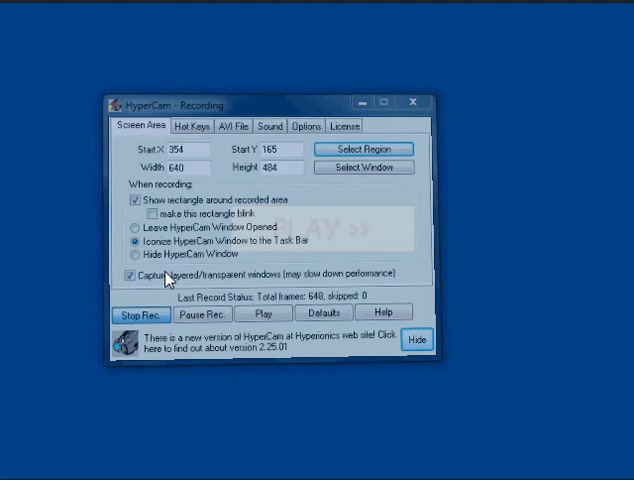 HyperCam - Recording
Screen Area Hot Keys AVI File Sound Options License
Start X 354 Start Y 165 Select Region
Width 640 Height 484 Select Window
When recording:
Show rectangle around recorded area
make this rectangle blink
PLAY >>
Leave HyperCam Window Opened
Iconize HyperCam Window to the Task Bar
Hide HyperCam Window
Capture layered/transparent windows (may slow down performance)
Last Record Status: Total frames: 648, skipped: 0
Stop Rec. Pause Rec. Play Defaults Help
There is a new version of HyperCam at Hyperionics web site! Click
here to find out about version 2.25.01
Hide